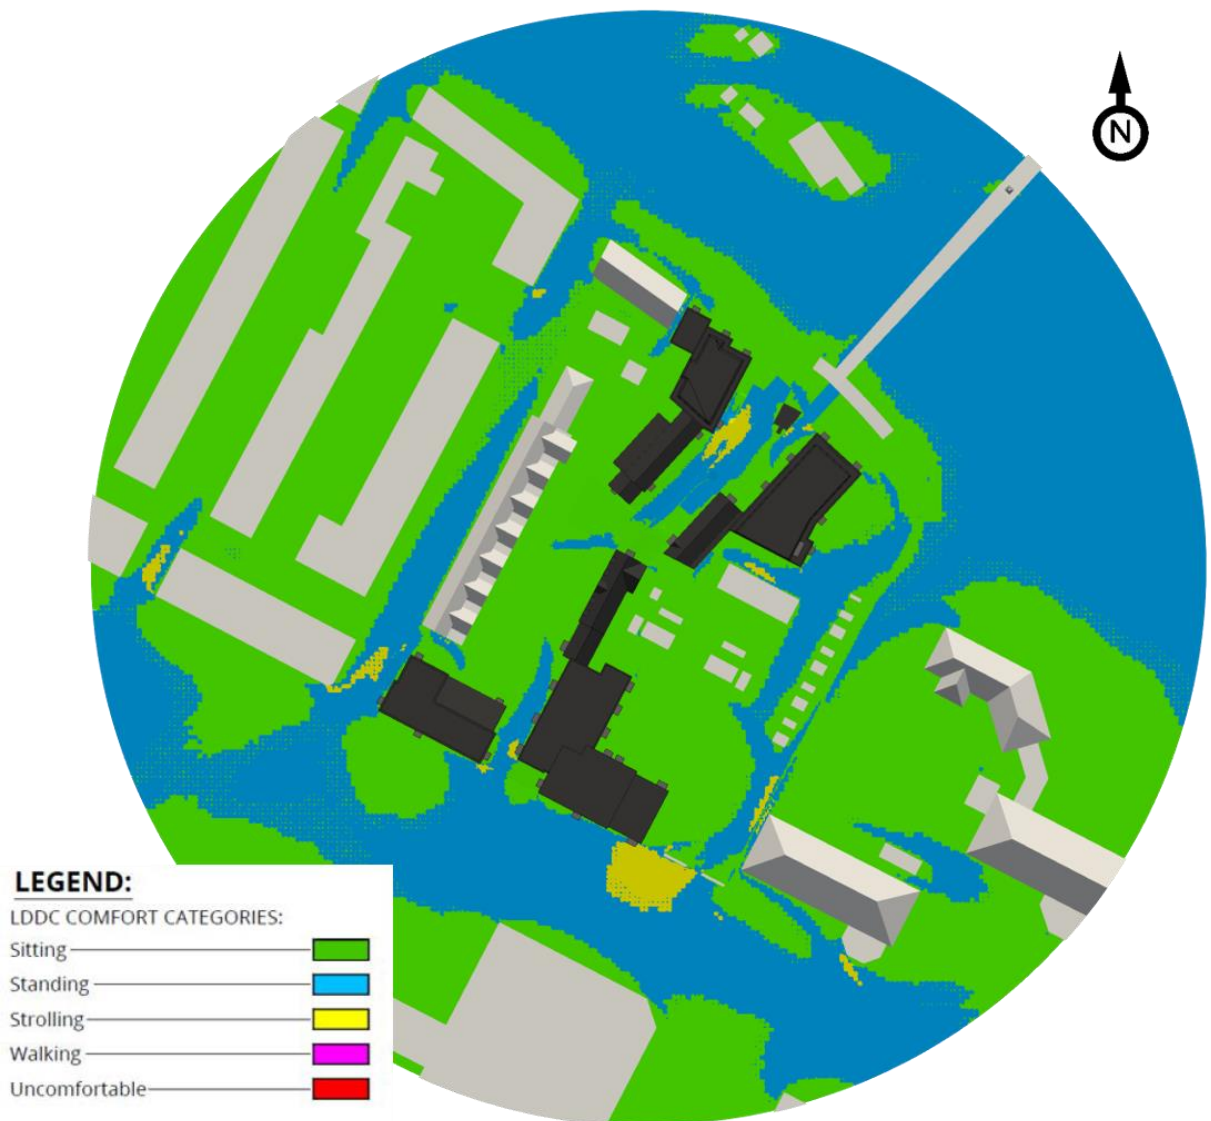 N
LEGEND:
LDDC COMFORT CATEGORIES:
Sitting
Standing
Strolling
Walking
Uncomfortable